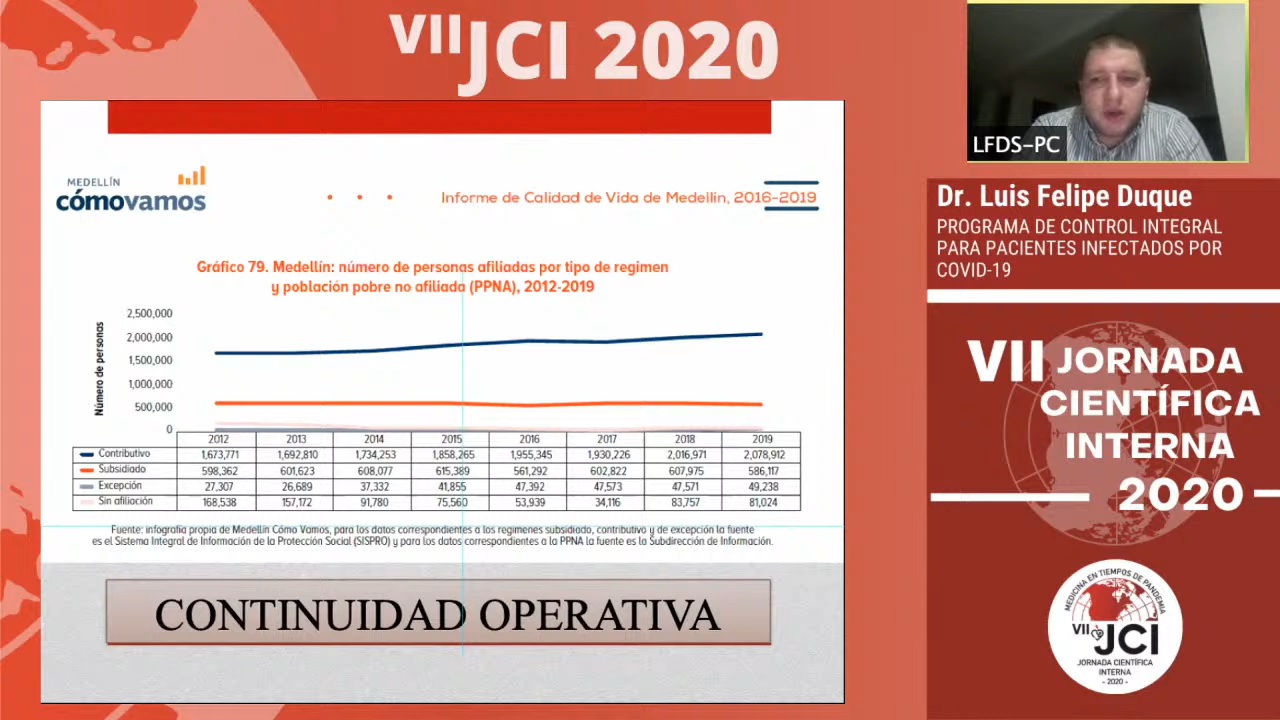 VII JCI 2020
LFDS-PC
Dr. Luis Felipe Duque
PROGRAMA DE CONTROL INTEGRAL
PARA PACIENTES INFECTADOS POR
COVID-19
MEDELLÍN
cómovamos
Informe de Calidad de Vida de Medellín, 2016-2019
Gráfico 79. Medellín: número de personas afiliadas por tipo de regimen
y población pobre no afiliada (PPNA), 2012-2019
Número de personas
2,500,000
2,000,000
1,500,000
1,000,000
500,000
0
2012 2013 2014 2015 2016 2017 2018 2019
Contributivo 1,673,771 1,692,810 1,734,253 1,858,265 1,955,345 1,930,226 2,016,971 2,078,912
Subsidiado 598,362 601,623 608,077 615,389 561,292 602,822 607,975 586,117
Excepción 27,307 26,689 37,332 41,855 47,392 47,573 47,571 49,238
Sin afiliación 168,538 157,172 91,780 75,560 53,939 34,116 83,757 81,024
Fuente: infografía propia de Medellín Cómo Vamos, para los datos correspondientes a los regimenes subsidiado, contributivo y de excepción la fuente
es el Sistema Integral de Información de la Protección Social (SISPRO) y para los datos correspondientes a la PPNA la fuente es la Subdirección de Información.
CONTINUIDAD OPERATIVA
VII JORNADA
CIENTÍFICA
INTERNA
2020
MEDICINA EN TIEMPOS DE PANDEMIA
VII JCI
JORNADA CIENTÍFICA
INTERNA
- 2020 -